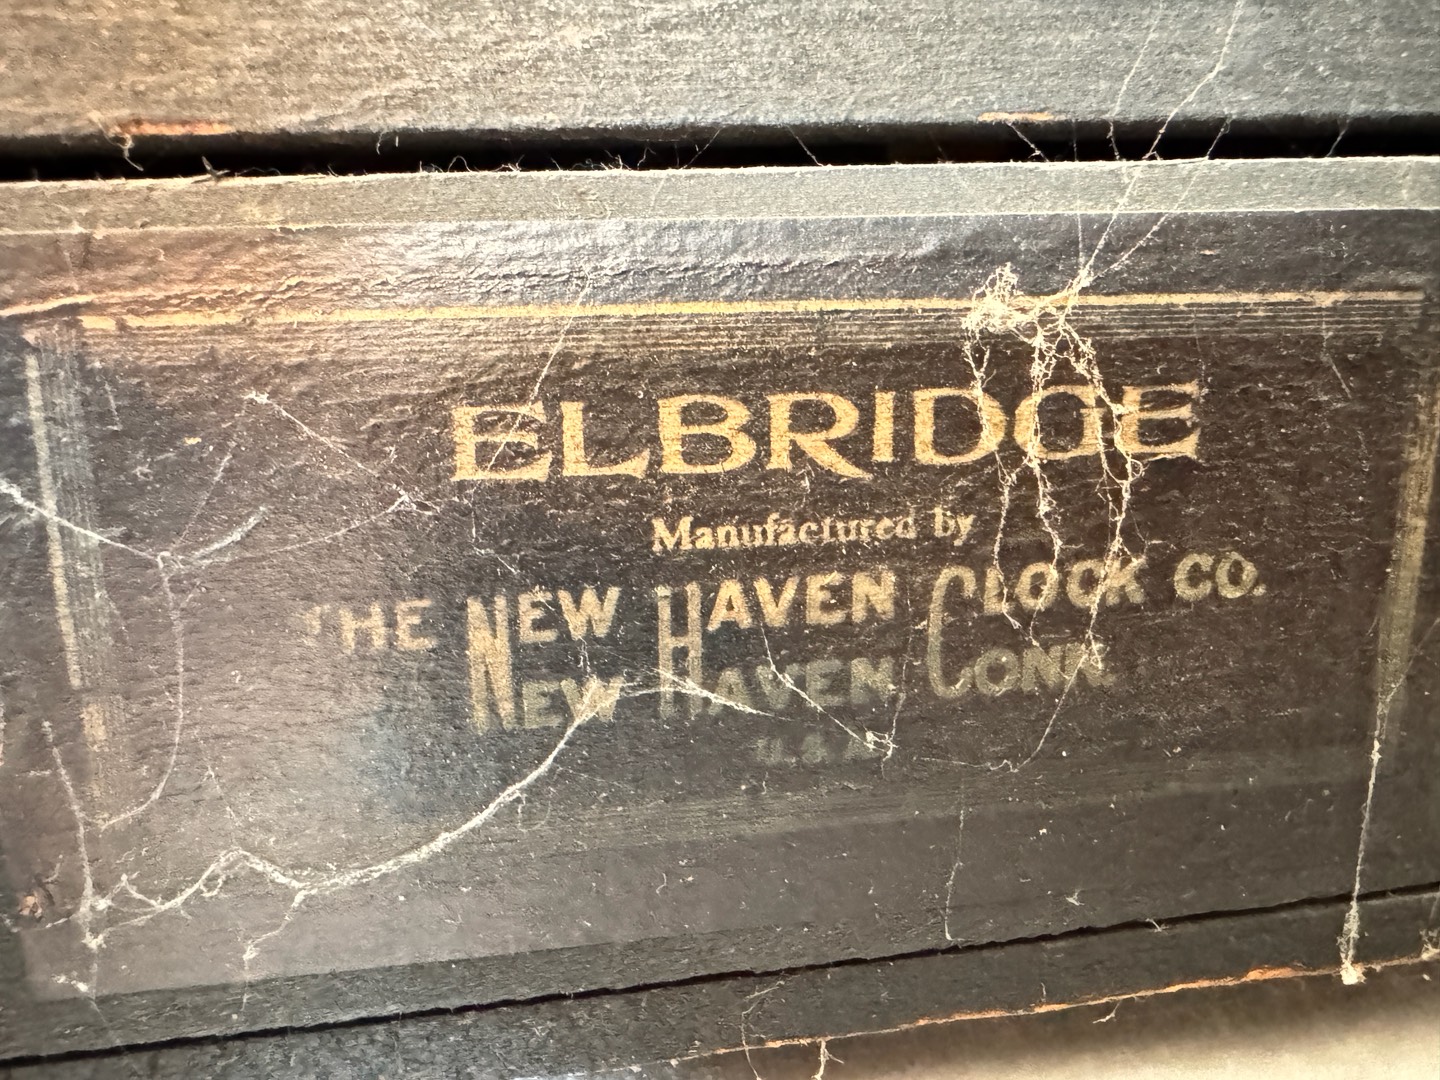 ELBRIDGE
Manufactured by
THE NEW HAVEN CLOCK CO.
NEW HAVEN CONN.
U.S.A.